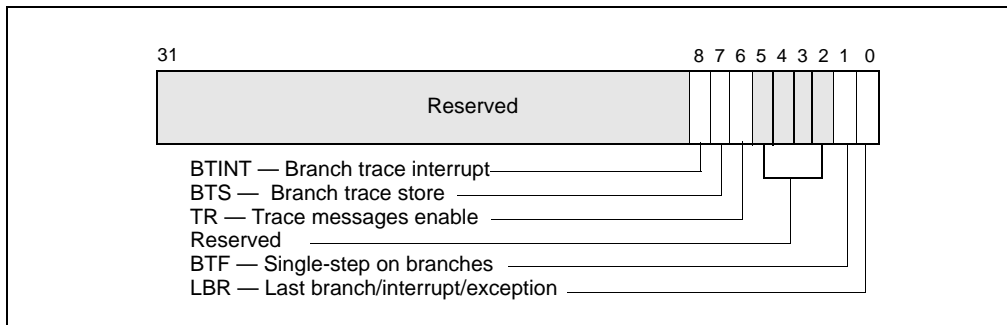 31 8 7 6 5 4 3 2 1 0
Reserved
BTINT — Branch trace interrupt
BTS — Branch trace store
TR — Trace messages enable
Reserved
BTF — Single-step on branches
LBR — Last branch/interrupt/exception